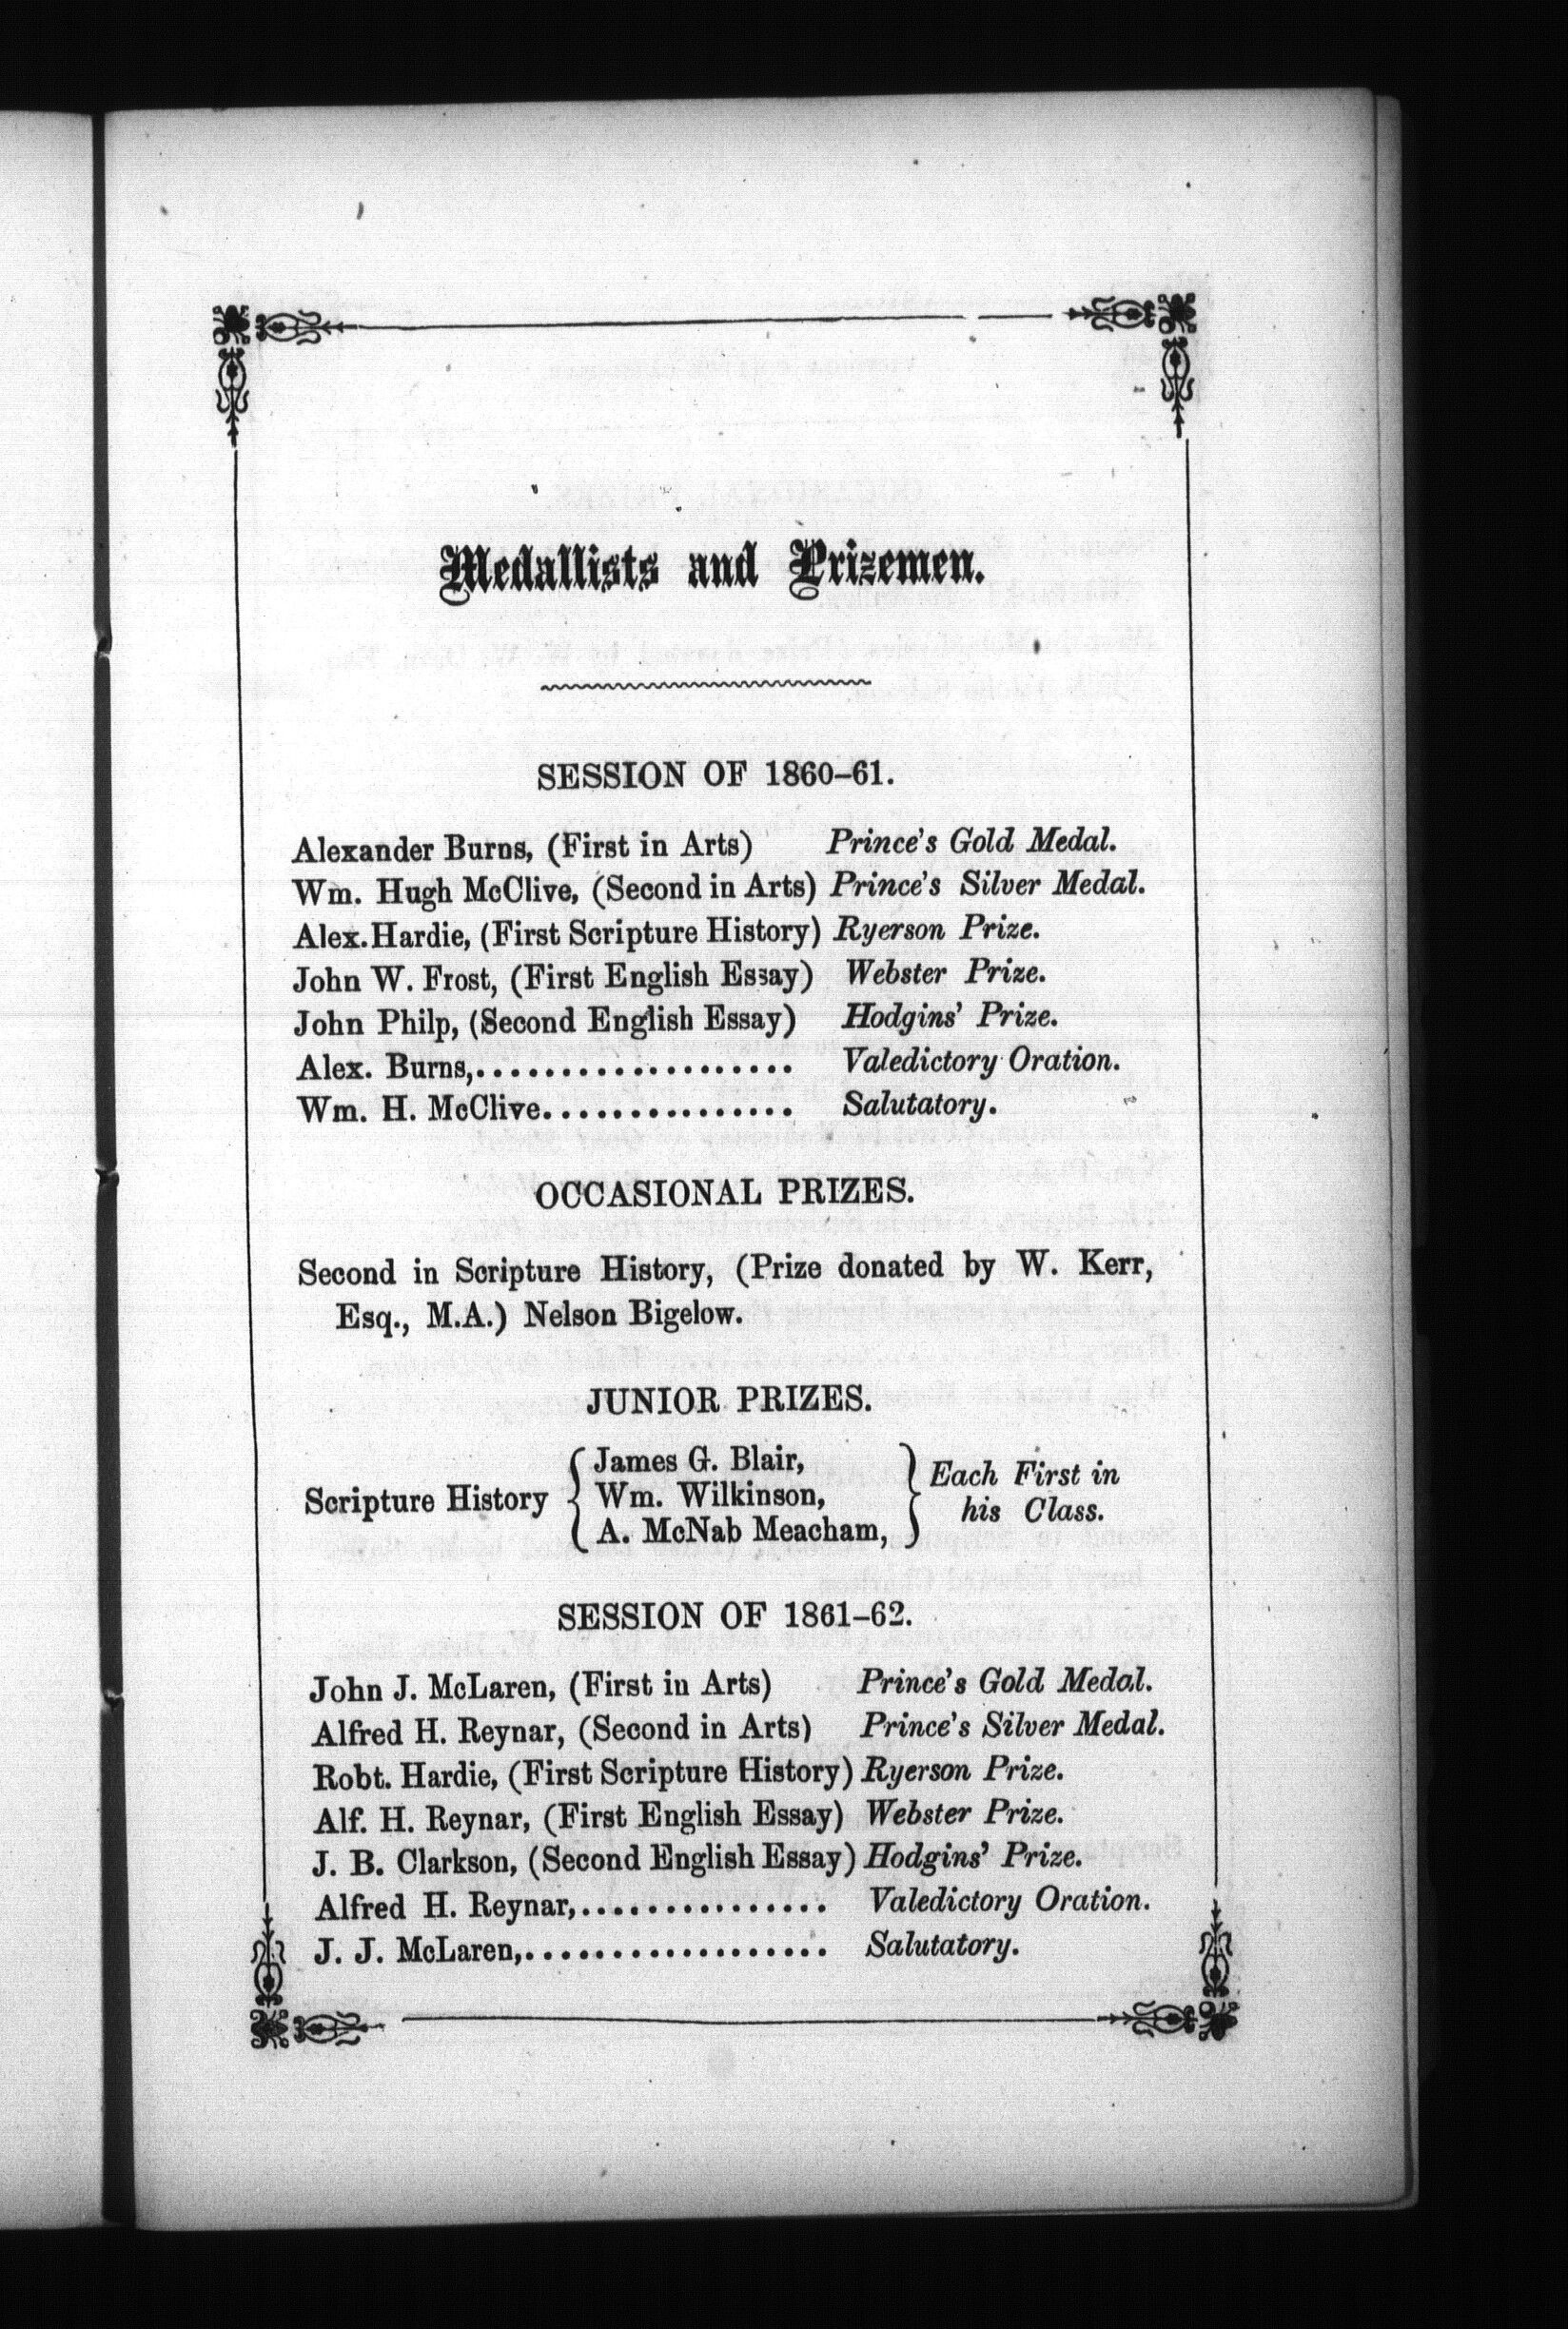 Medallists and Prizemen.
SESSION OF 1860–61.
Alexander Burns, (First in Arts) Prince's Gold Medal.
Wm. Hugh McClive, (Second in Arts) Prince's Silver Medal.
Alex. Hardie, (First Scripture History) Ryerson Prize.
John W. Frost, (First English Essay) Webster Prize.
John Philp, (Second English Essay) Hodgins' Prize.
Alex. Burns,................... Valedictory Oration.
Wm. H. McClive............... Salutatory.
OCCASIONAL PRIZES.
Second in Scripture History, (Prize donated by W. Kerr,
Esq., M.A.) Nelson Bigelow.
JUNIOR PRIZES.
Scripture History { James G. Blair, Wm. Wilkinson, A. McNab Meacham, } Each First in his Class.
SESSION OF 1861–62.
John J. McLaren, (First in Arts) Prince's Gold Medal.
Alfred H. Reynar, (Second in Arts) Prince's Silver Medal.
Robt. Hardie, (First Scripture History) Ryerson Prize.
Alf. H. Reynar, (First English Essay) Webster Prize.
J. B. Clarkson, (Second English Essay) Hodgins' Prize.
Alfred H. Reynar,............... Valedictory Oration.
J. J. McLaren,.................. Salutatory.